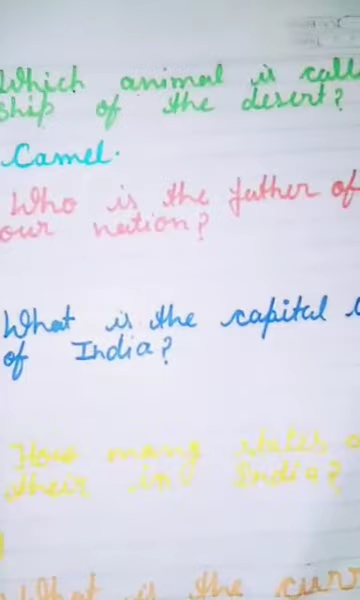 Which animal is call
Ship of the desert?
Camel.
Who is the father of
our nation?
What is the capital
of India?
How many states
their in India?
What is the curr